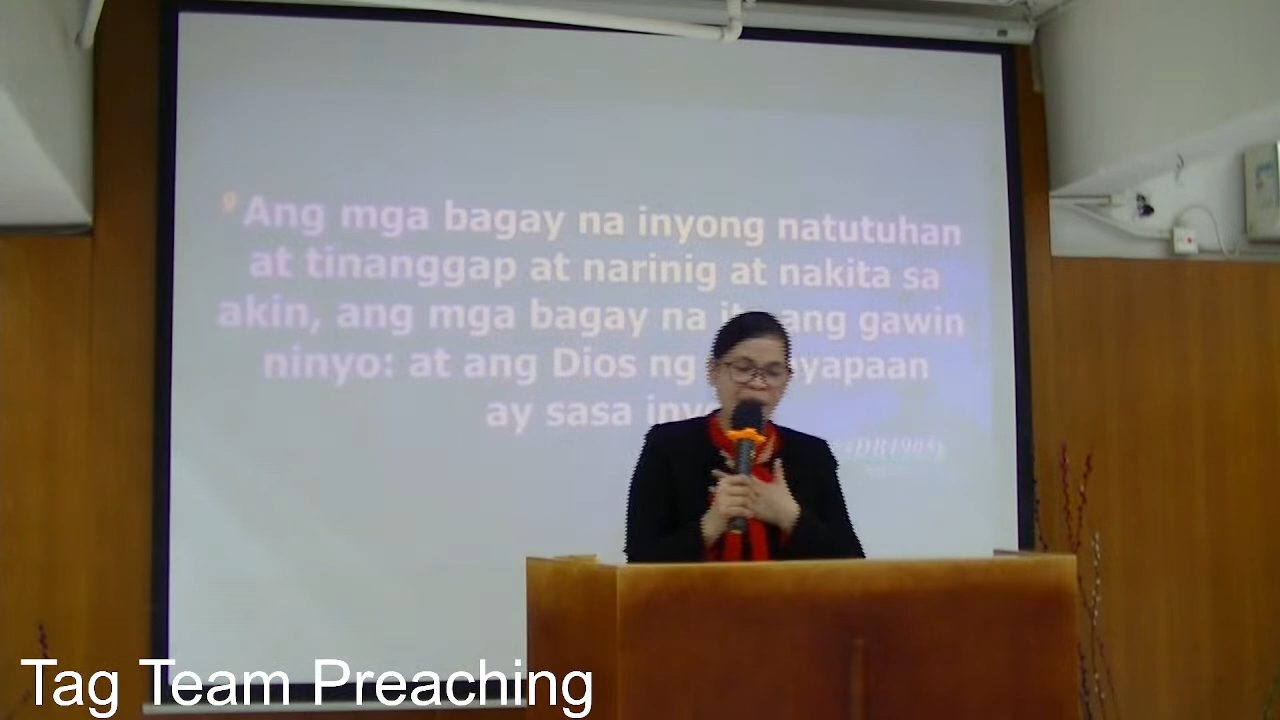 9 Ang mga bagay na inyong natutuhan
at tinanggap at narinig at nakita sa
akin, ang mga bagay na ang gawin
ninyo: at ang Dios ng
ay sasa
Tag Team Preaching